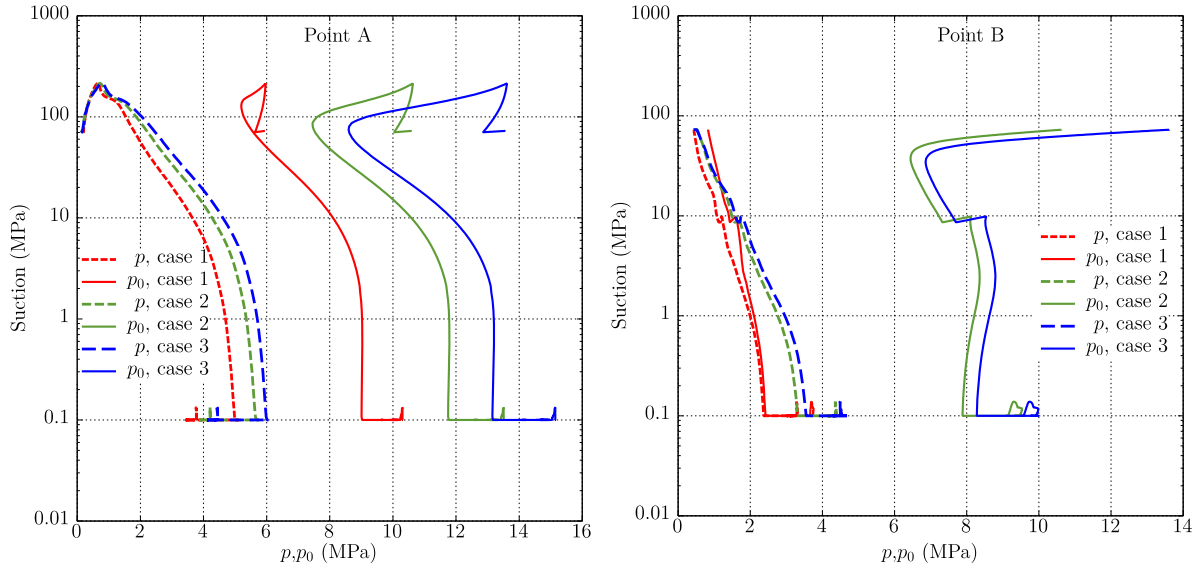 Point A
1000
100
10
1
0.1
0.01
Suction (MPa)
p, case 1
p₀, case 1
p, case 2
p₀, case 2
p, case 3
p₀, case 3
0 2 4 6 8 10 12 14 16
p,p₀ (MPa)
Point B
1000
100
10
1
0.1
0.01
Suction (MPa)
p, case 1
p₀, case 1
p, case 2
p₀, case 2
p, case 3
p₀, case 3
0 2 4 6 8 10 12 14
p,p₀ (MPa)